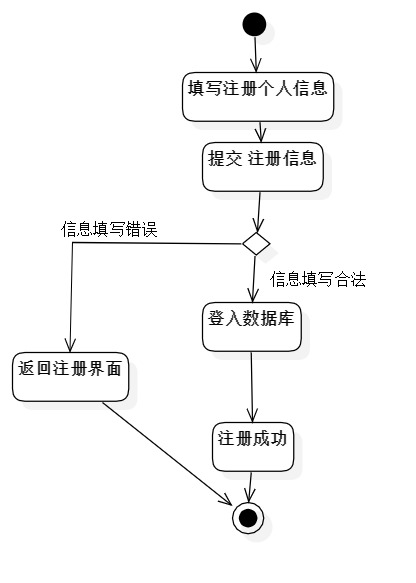 填写注册个人信息
提交 注册信息
信息填写错误
信息填写合法
登入数据库
返回注册界面
注册成功